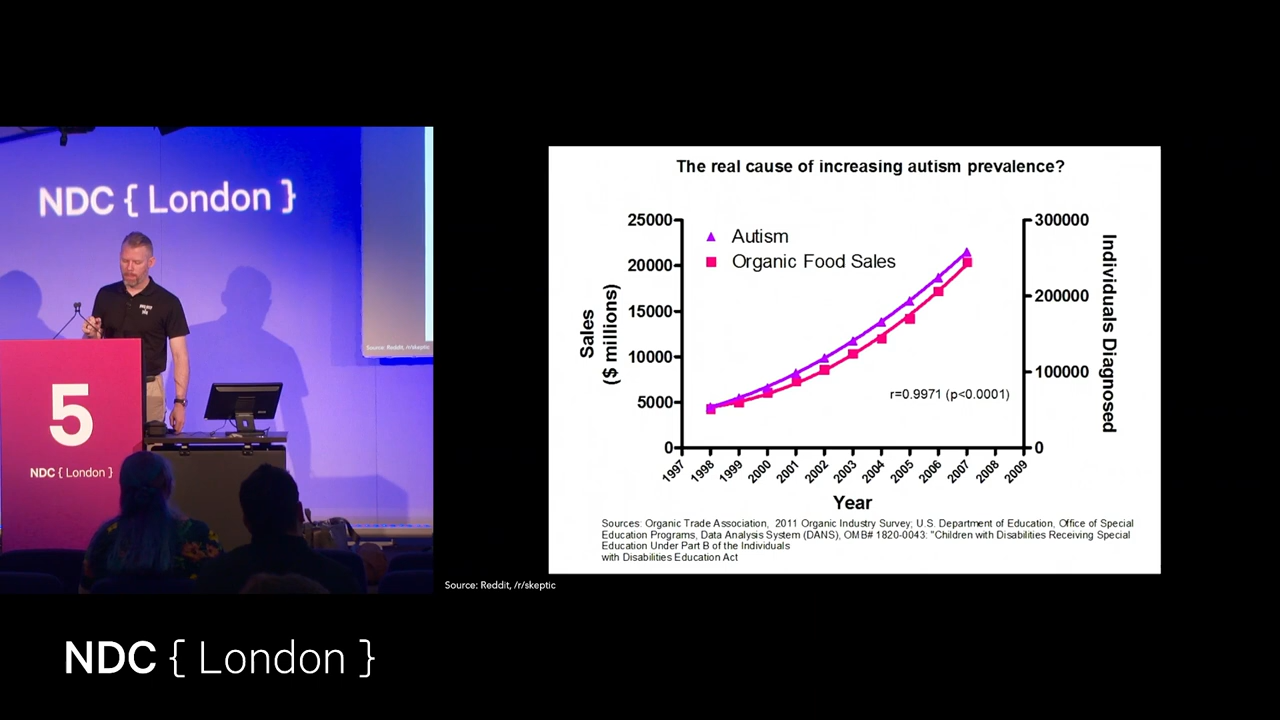 NDC { London }
5
NDC { London }
Source: Reddit, /r/skeptic
The real cause of increasing autism prevalence?
Autism
Organic Food Sales
Sales
($ millions)
25000
20000
15000
10000
5000
0
300000
200000
100000
0
Individuals Diagnosed
r=0.9971 (p<0.0001)
1997
1998
1999
2000
2001
2002
2003
2004
2005
2006
2007
2008
2009
Year
Sources: Organic Trade Association, 2011 Organic Industry Survey; U.S. Department of Education, Office of Special
Education Programs, Data Analysis System (DANS), OMB# 1820-0043: "Children with Disabilities Receiving Special
Education Under Part B of the Individuals
with Disabilities Education Act
Source: Reddit, /r/skeptic
NDC { London }